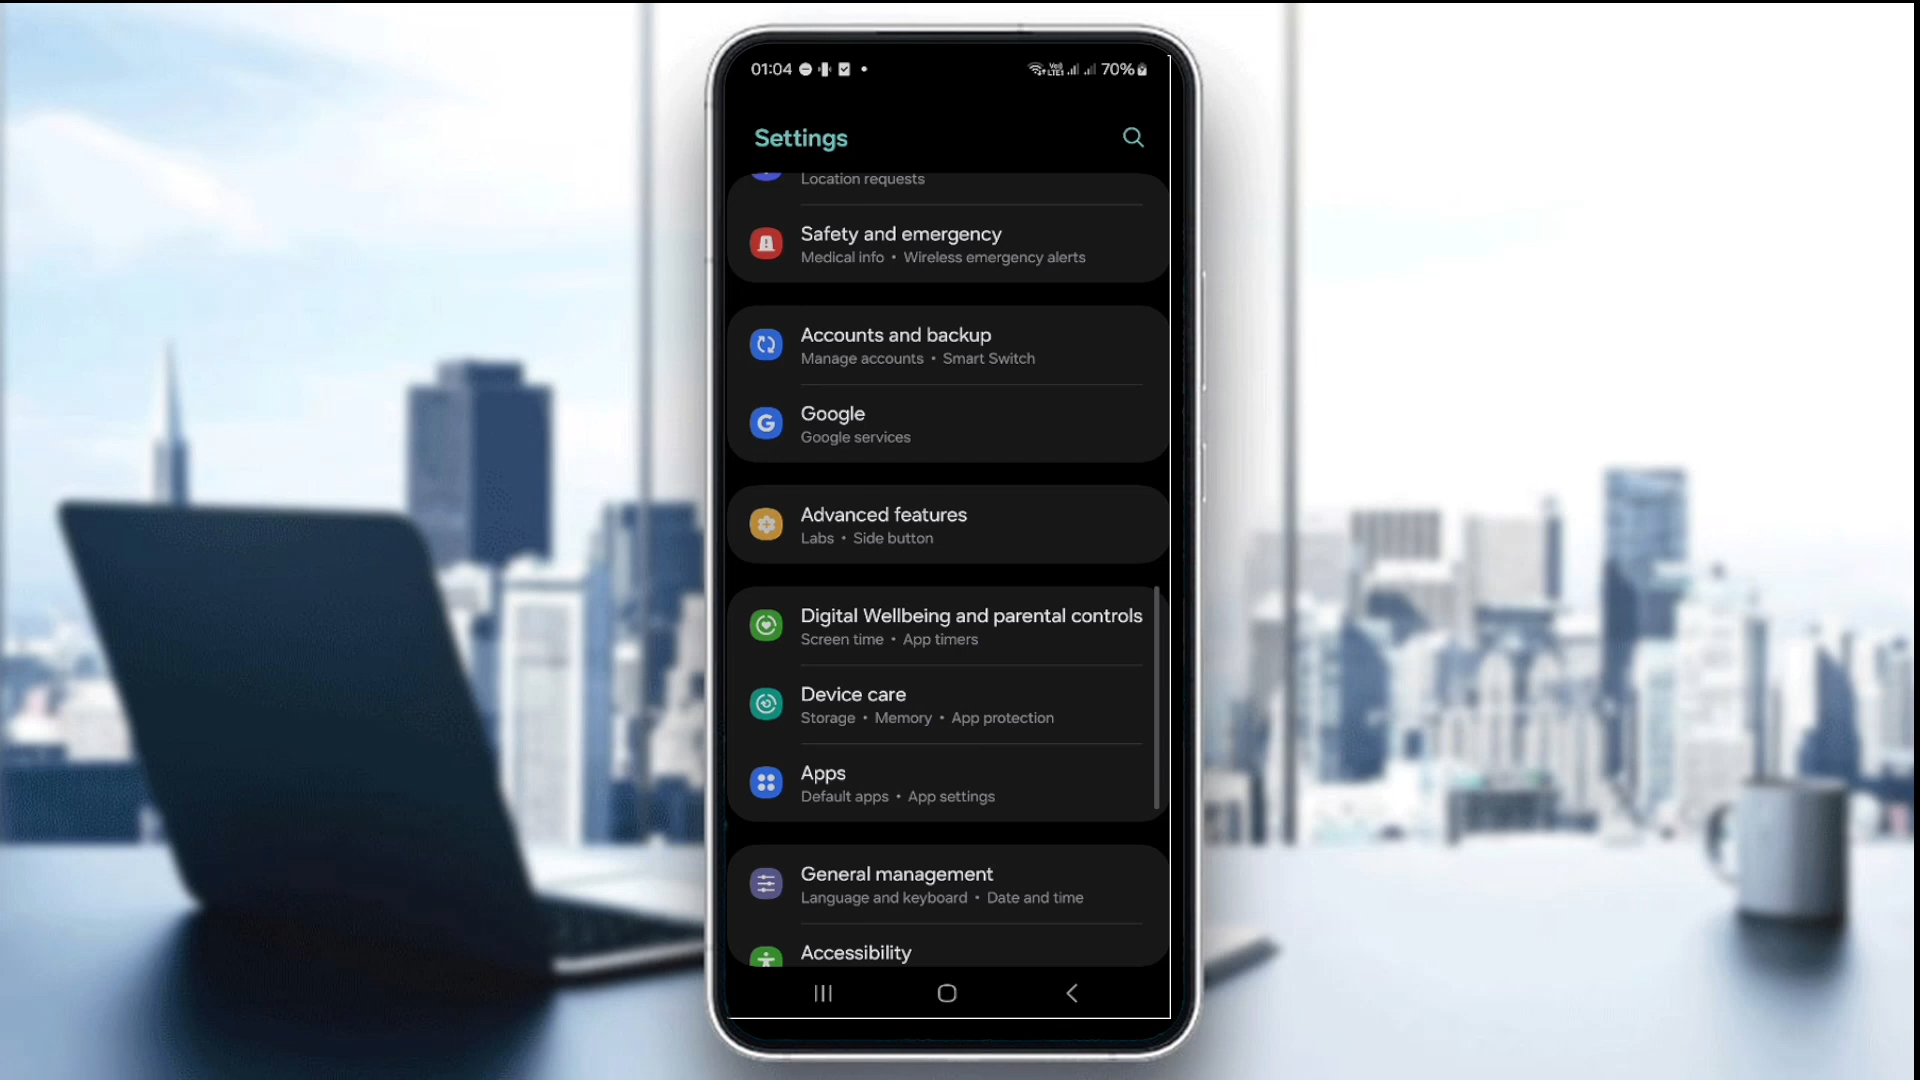 01:04 70%
Settings
Location requests
Safety and emergency
Medical info • Wireless emergency alerts
Accounts and backup
Manage accounts • Smart Switch
Google
Google services
Advanced features
Labs • Side button
Digital Wellbeing and parental controls
Screen time • App timers
Device care
Storage • Memory • App protection
Apps
Default apps • App settings
General management
Language and keyboard • Date and time
Accessibility